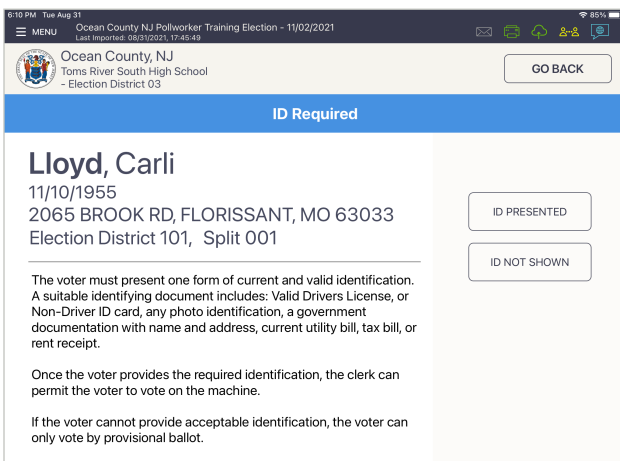 6:10 PM Tue Aug 31
85%
MENU
Ocean County NJ Pollworker Training Election - 11/02/2021
Last Imported: 08/31/2021, 17:45:49
Ocean County, NJ
Toms River South High School
- Election District 03
GO BACK
ID Required
Lloyd, Carli
11/10/1955
2065 BROOK RD, FLORISSANT, MO 63033
Election District 101, Split 001
ID PRESENTED
ID NOT SHOWN
The voter must present one form of current and valid identification.
A suitable identifying document includes: Valid Drivers License, or
Non-Driver ID card, any photo identification, a government
documentation with name and address, current utility bill, tax bill, or
rent receipt.
Once the voter provides the required identification, the clerk can
permit the voter to vote on the machine.
If the voter cannot provide acceptable identification, the voter can
only vote by provisional ballot.